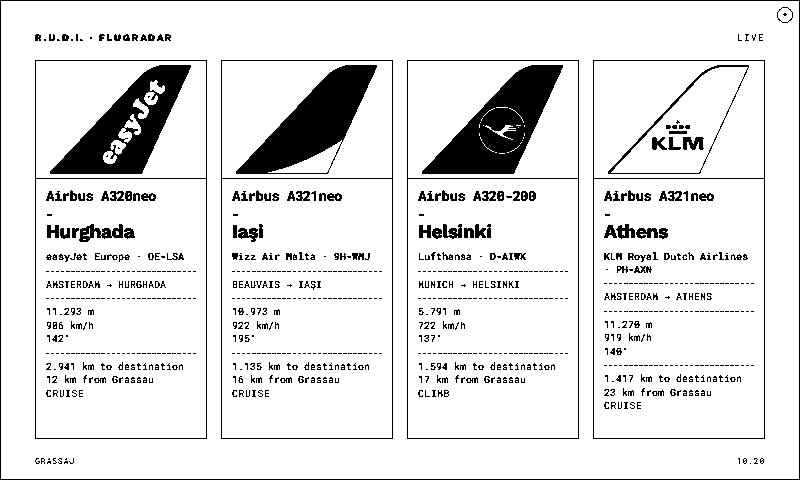 R.U.D.I. · FLUGRADAR
LIVE
easyJet
Airbus A320neo
-
Hurghada
easyJet Europe · OE-LSA
AMSTERDAM → HURGHADA
11.293 m
906 km/h
142°
2.941 km to destination
12 km from Grassau
CRUISE
Airbus A321neo
-
Iași
Wizz Air Malta · 9H-WMJ
BEAUVAIS → IAȘI
10.973 m
922 km/h
195°
1.135 km to destination
16 km from Grassau
CRUISE
Airbus A320-200
-
Helsinki
Lufthansa · D-AIWK
MUNICH → HELSINKI
5.791 m
722 km/h
137°
1.594 km to destination
17 km from Grassau
CLIMB
KLM
Airbus A321neo
-
Athens
KLM Royal Dutch Airlines
· PH-AXN
AMSTERDAM → ATHENS
11.270 m
919 km/h
140°
1.417 km to destination
23 km from Grassau
CRUISE
GRASSAU
10.20